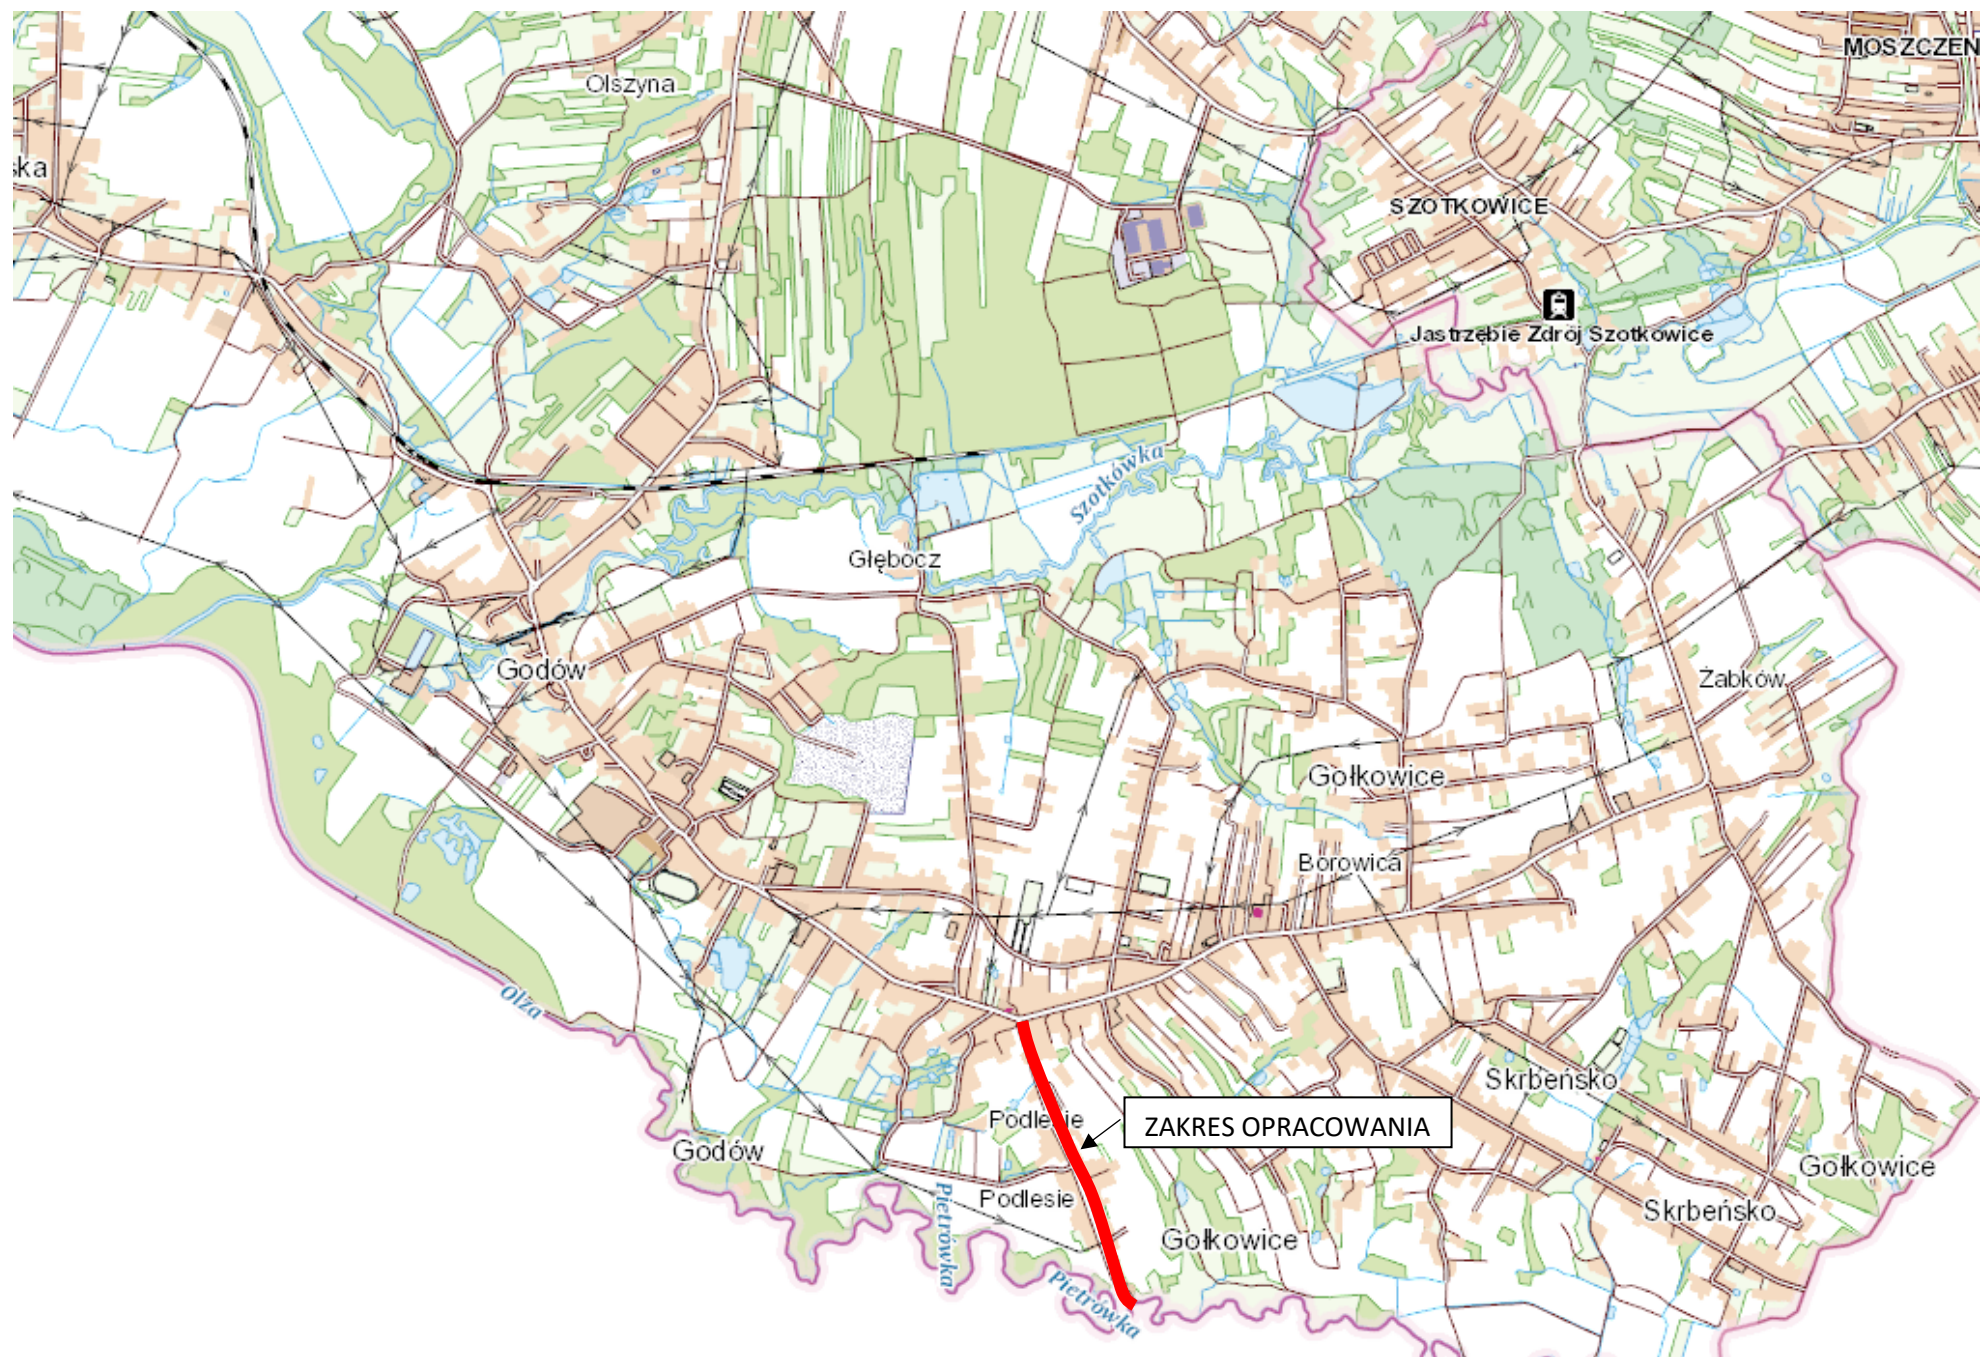 MOSZCZEN
Olszyna
ska
SZOTKOWICE
Jastrzębie Zdrój Szotkowice
Szotkówka
Głębocz
Godów
Żabków
Gołkowice
Borowica
Olza
Skrbeńsko
Podlesie
ZAKRES OPRACOWANIA
Godów
Gołkowice
Podlesie
Pietrówka
Skrbeńsko
Gołkowice
Pietrówka